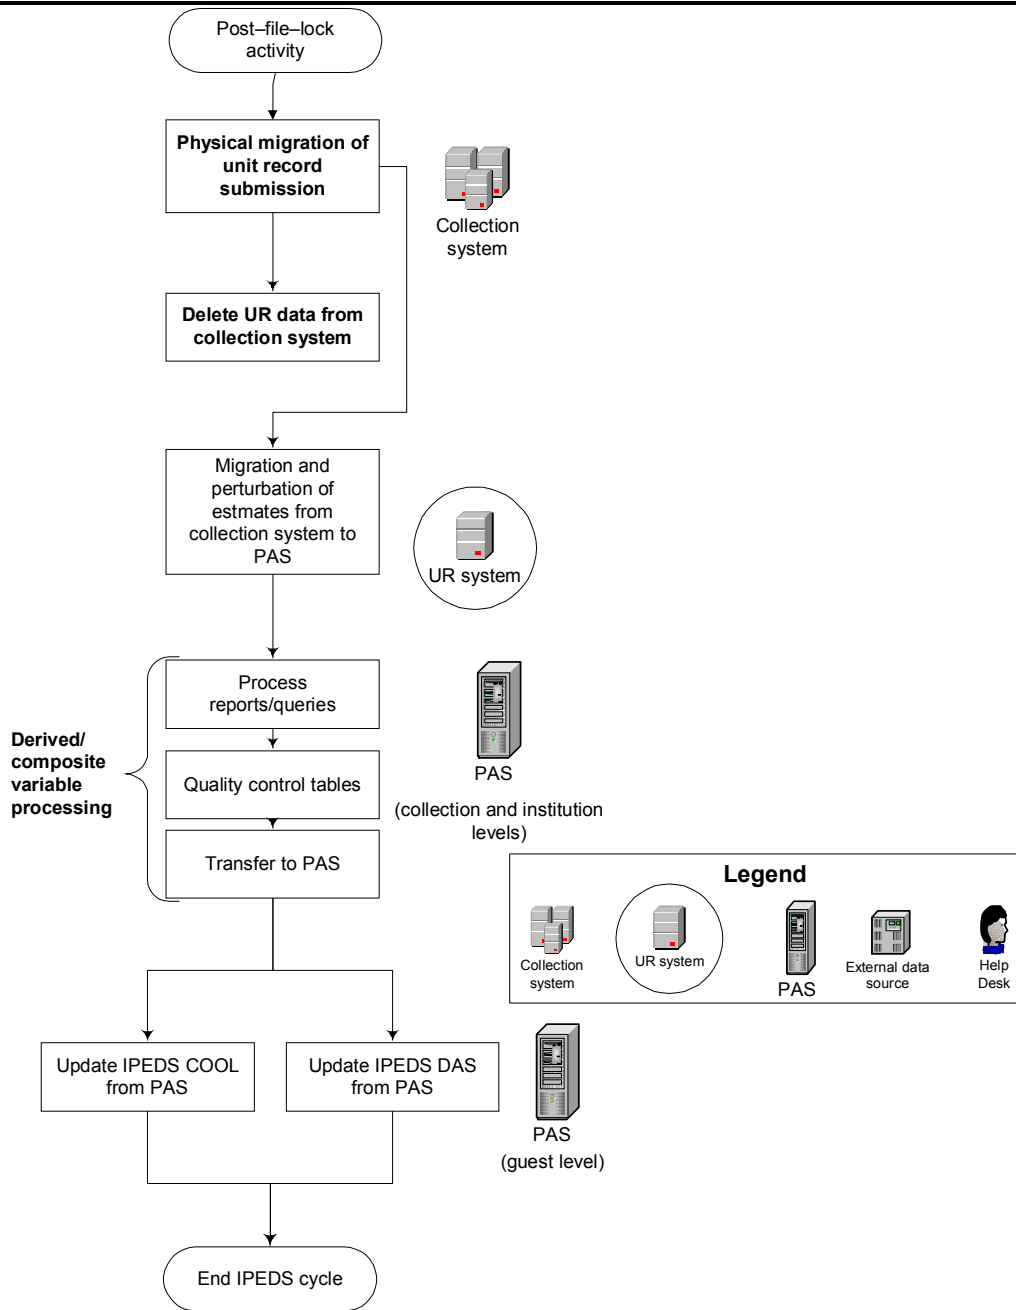 Post–file–lock
activity
Physical migration of
unit record
submission
Collection
system
Delete UR data from
collection system
Migration and
perturbation of
estmates from
collection system to
PAS
UR system
Process
reports/queries
PAS
Derived/
composite
variable
processing
Quality control tables
(collection and institution
levels)
Transfer to PAS
Legend
Collection
system
UR system
PAS
External data
source
Help
Desk
Update IPEDS COOL
from PAS
Update IPEDS DAS
from PAS
PAS
(guest level)
End IPEDS cycle